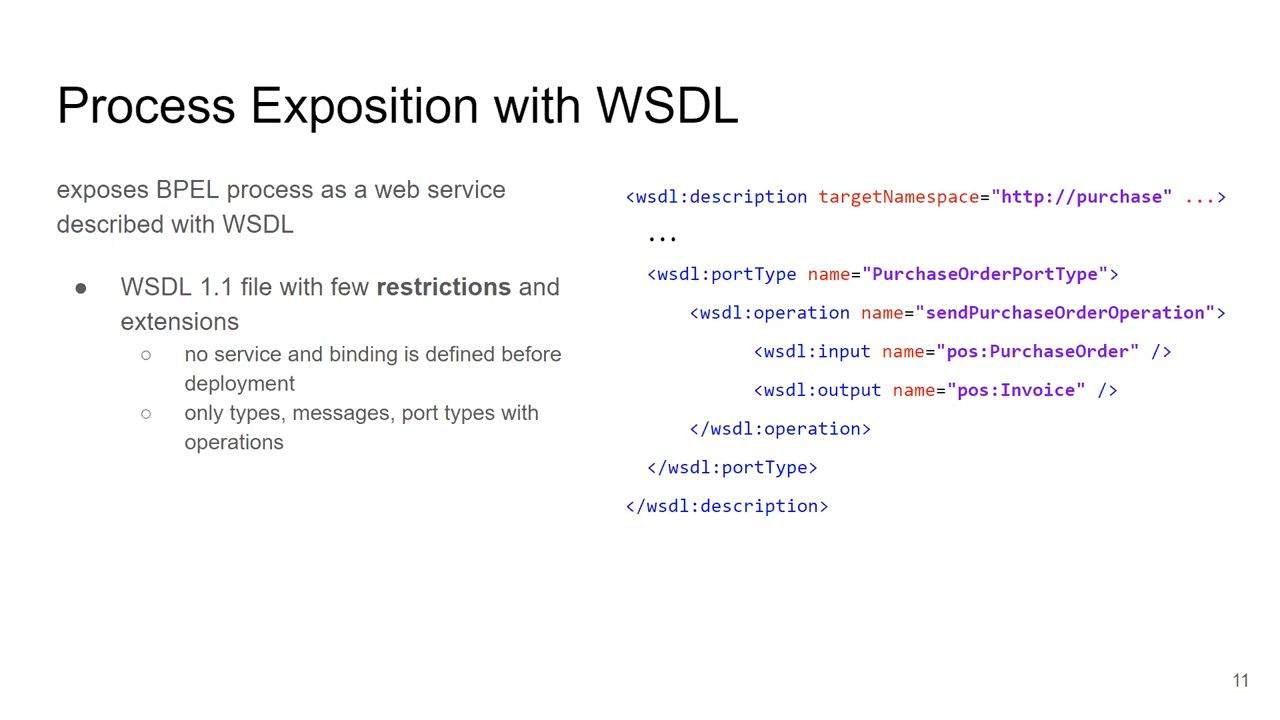 Process Exposition with WSDL
exposes BPEL process as a web service
described with WSDL
● WSDL 1.1 file with few restrictions and
extensions
○ no service and binding is defined before
deployment
○ only types, messages, port types with
operations
<wsdl:description targetNamespace="http://purchase" ...>
...
<wsdl:portType name="PurchaseOrderPortType">
<wsdl:operation name="sendPurchaseOrderOperation">
<wsdl:input name="pos:PurchaseOrder" />
<wsdl:output name="pos:Invoice" />
</wsdl:operation>
</wsdl:portType>
</wsdl:description>
11